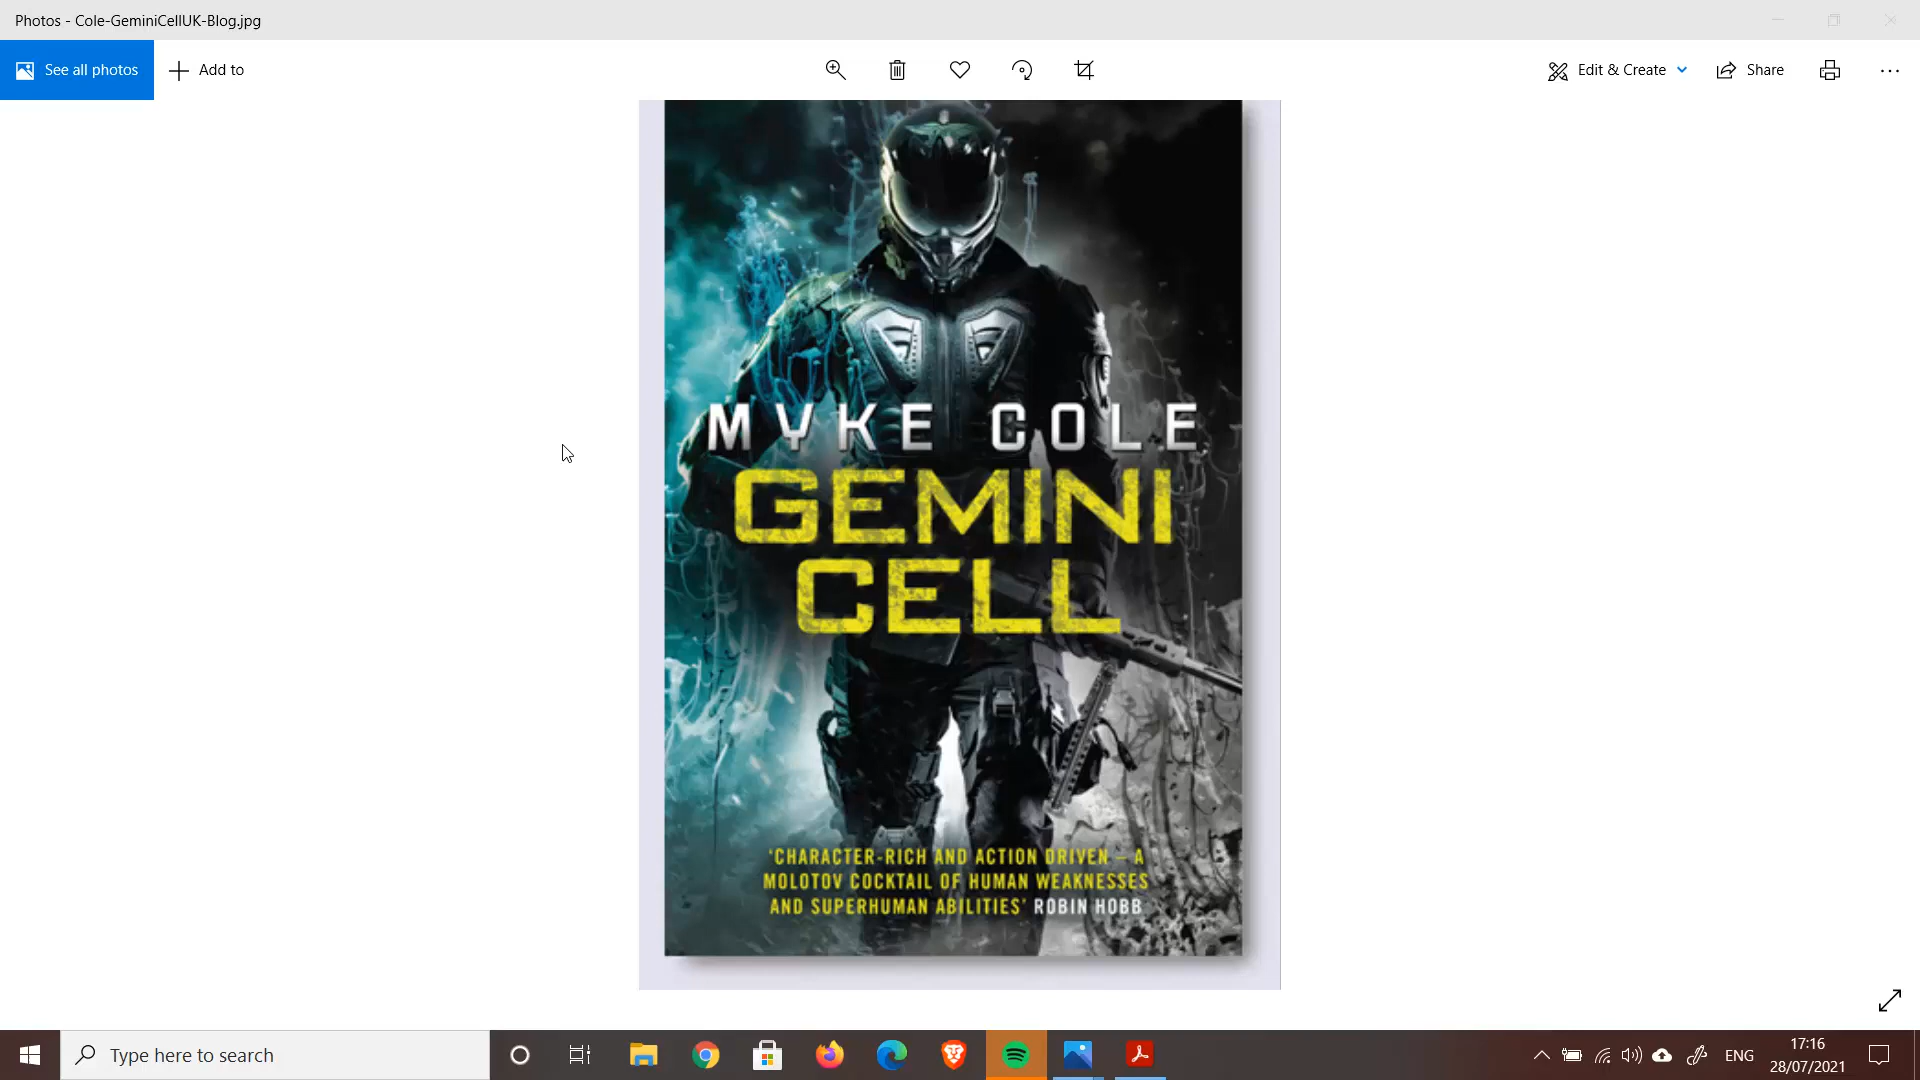 Photos - Cole-GeminiCellUK-Blog.jpg
See all photos
Add to
Edit & Create
Share
MYKE COLE
GEMINI
CELL
'CHARACTER-RICH AND ACTION DRIVEN – A
MOLOTOV COCKTAIL OF HUMAN WEAKNESSES
AND SUPERHUMAN ABILITIES' ROBIN HOBB
Type here to search
ENG
17:16
28/07/2021